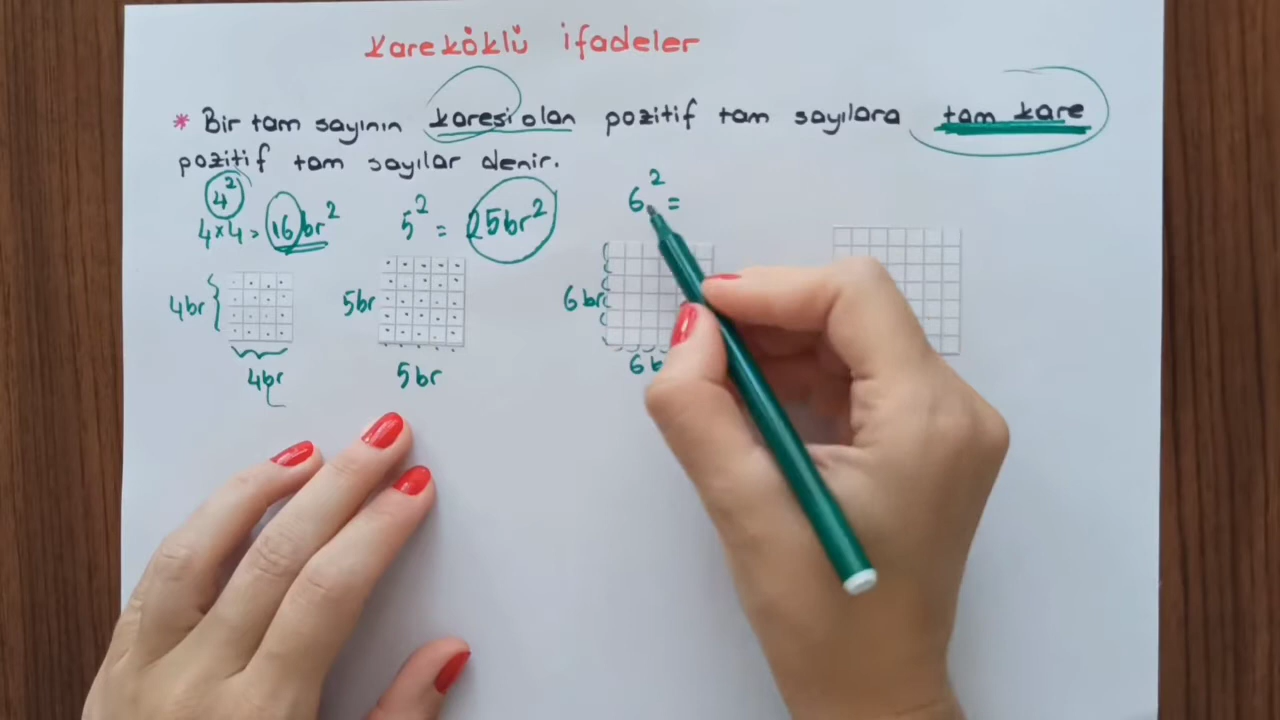 Kareköklü ifadeler
* Bir tam sayının karesi olan pozitif tam sayılara tam kare
pozitif tam sayılar denir.
4²
4×4= 16br²
5² = 25br²
6² =
4br
4br
5br
5br
6br
6b